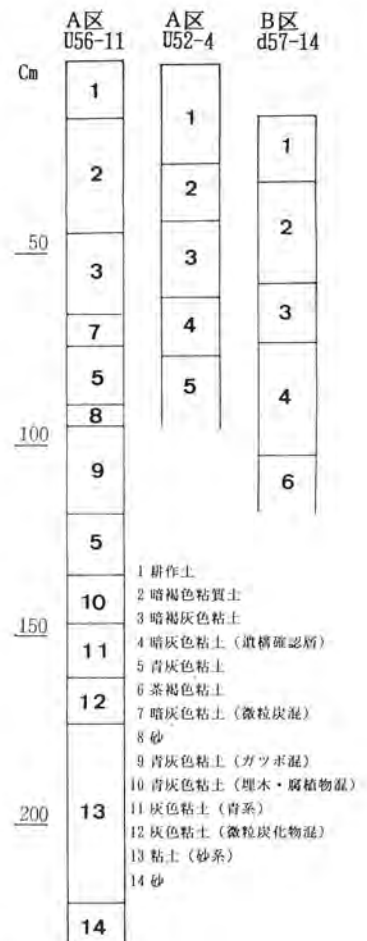 A区 A区 B区
U56-11 U52-4 d57-14
Cm
1
2
50
3
7
5
8
100
9
5
10
150
11
12
13
200
14
1
2
3
4
5
1
2
3
4
6
1 耕作土
2 暗褐色粘質土
3 暗褐灰色粘土
4 暗灰色粘土（遺構確認層）
5 青灰色粘土
6 茶褐色粘土
7 暗灰色粘土（微粒炭混）
8 砂
9 青灰色粘土（ガツボ混）
10 青灰色粘土（埋木・腐植物混）
11 灰色粘土（青系）
12 灰色粘土（微粒炭化物混）
13 粘土（砂系）
14 砂